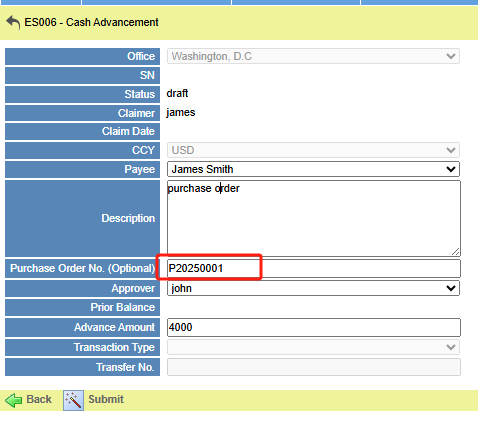 ES006 - Cash Advancement
Office Washington, D.C
SN
Status draft
Claimer james
Claim Date
CCY USD
Payee James Smith
Description purchase order
Purchase Order No. (Optional) P20250001
Approver john
Prior Balance
Advance Amount 4000
Transaction Type
Transfer No.
Back Submit